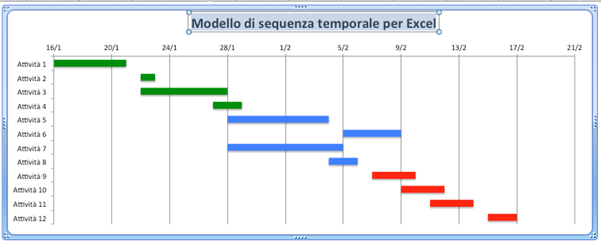 Modello di sequenza temporale per Excel
16/1 20/1 24/1 28/1 1/2 5/2 9/2 13/2 17/2 21/2
Attività 1
Attività 2
Attività 3
Attività 4
Attività 5
Attività 6
Attività 7
Attività 8
Attività 9
Attività 10
Attività 11
Attività 12